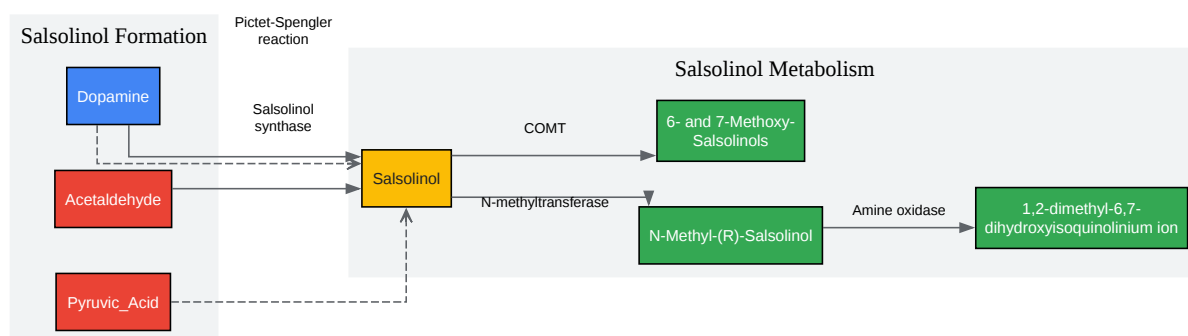 Salsolinol Formation
Pictet-Spengler
reaction
Salsolinol Metabolism
Dopamine
Salsolinol
synthase
COMT
6- and 7-Methoxy-
Salsolinols
Salsolinol
Acetaldehyde
N-methyltransferase
N-Methyl-(R)-Salsolinol
Amine oxidase
1,2-dimethyl-6,7-
dihydroxyisoquinolinium ion
Pyruvic_Acid